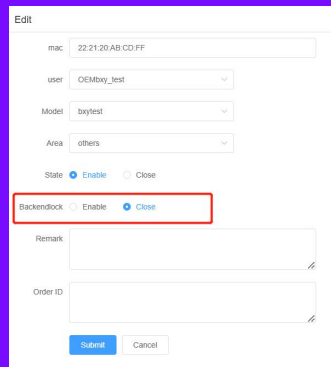 Edit
mac 22:21:20:AB:CD:FF
user OEMbxy_test
Model bxytest
Area others
State Enable Close
Backendlock Enable Close
Remark
Order ID
Submit Cancel